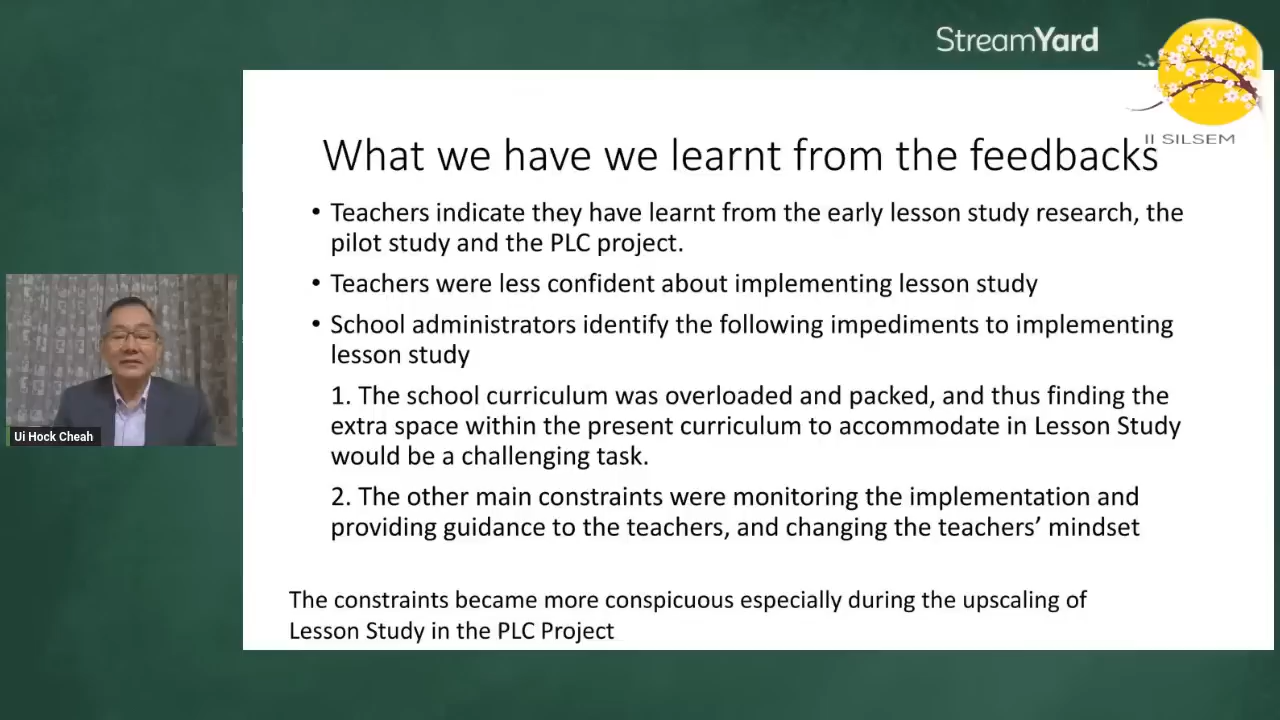 StreamYard
II SILSEM
What we have we learnt from the feedbacks
• Teachers indicate they have learnt from the early lesson study research, the
pilot study and the PLC project.
• Teachers were less confident about implementing lesson study
• School administrators identify the following impediments to implementing
lesson study
1. The school curriculum was overloaded and packed, and thus finding the
extra space within the present curriculum to accommodate in Lesson Study
would be a challenging task.
2. The other main constraints were monitoring the implementation and
providing guidance to the teachers, and changing the teachers’ mindset
The constraints became more conspicuous especially during the upscaling of
Lesson Study in the PLC Project
Ui Hock Cheah